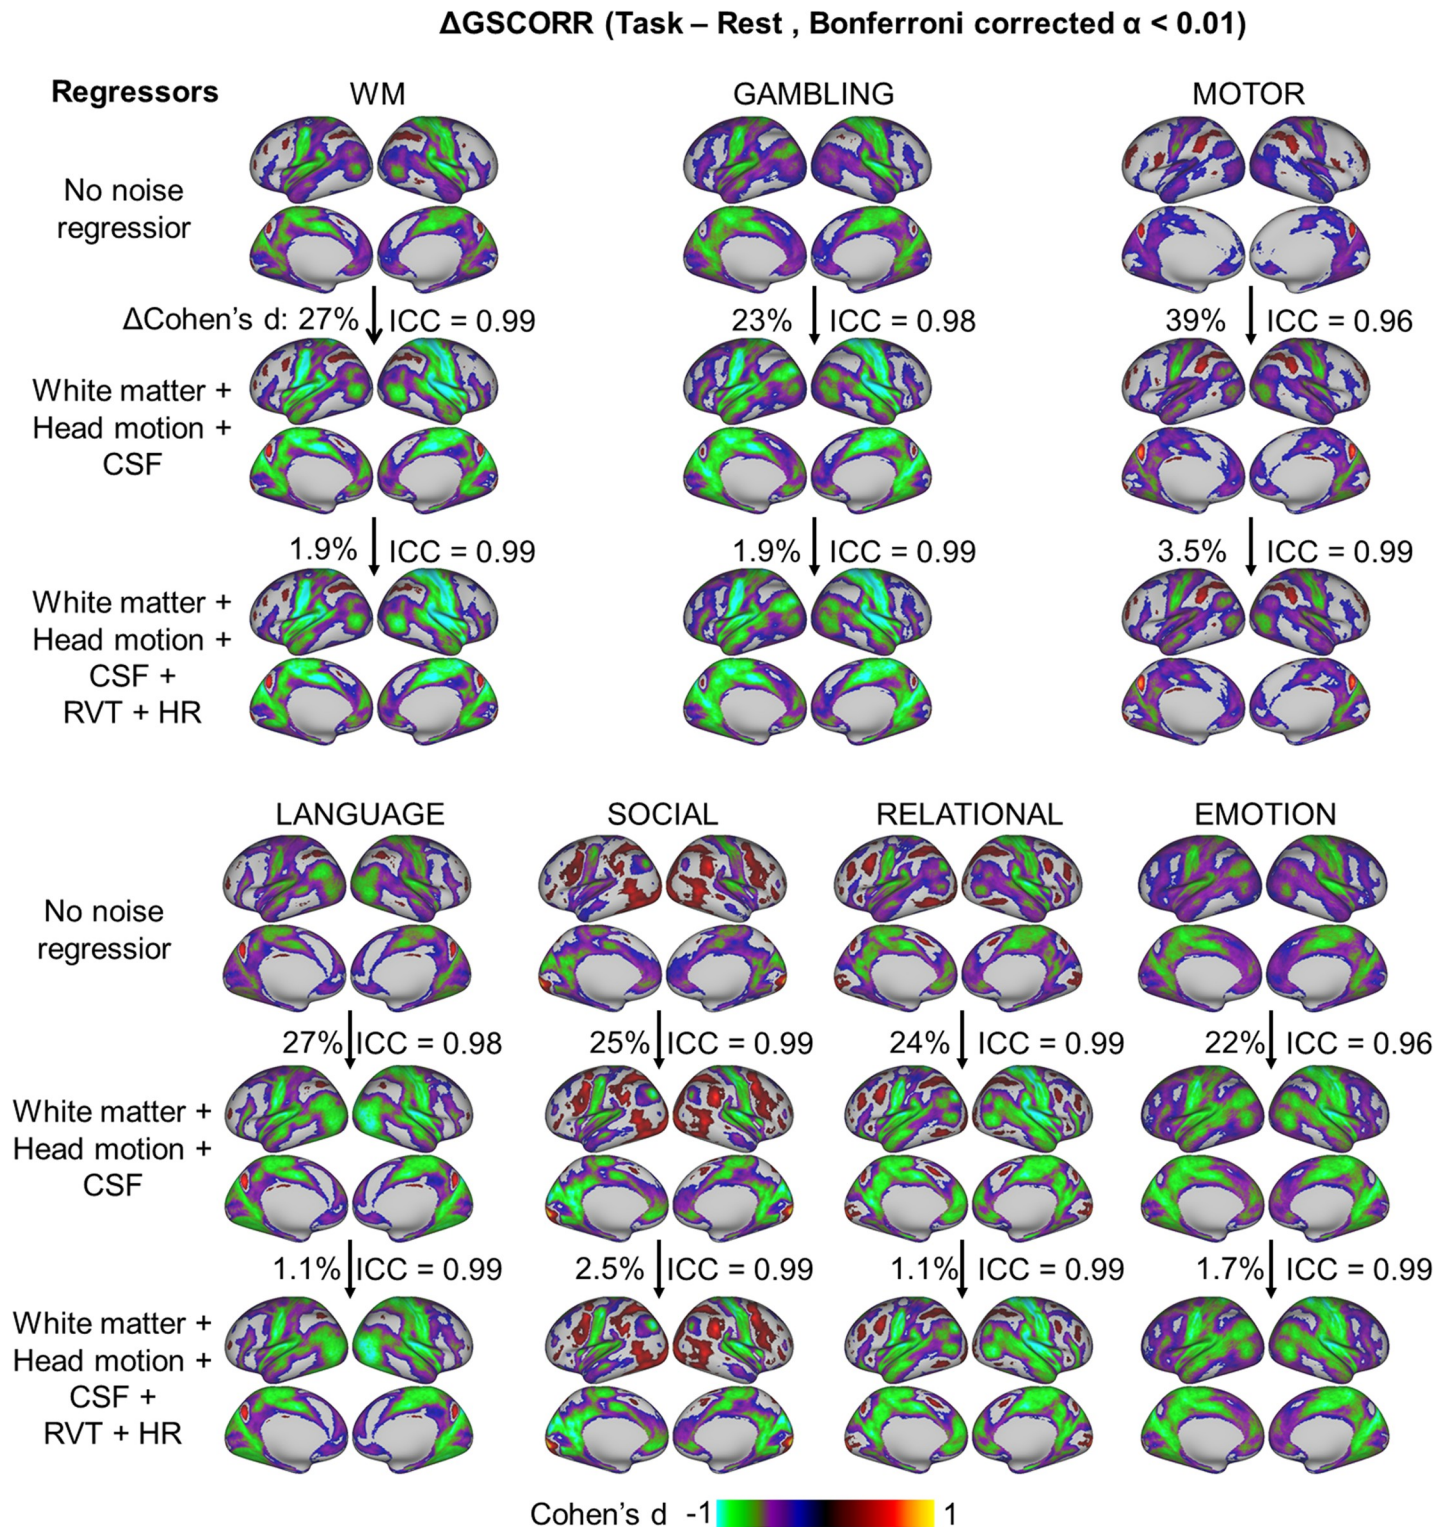 ΔGSCORR (Task – Rest , Bonferroni corrected α < 0.01)
Regressors WM GAMBLING MOTOR
No noise
regressior
ΔCohen's d: 27% ICC = 0.99 23% ICC = 0.98 39% ICC = 0.96
White matter +
Head motion +
CSF
1.9% ICC = 0.99 1.9% ICC = 0.99 3.5% ICC = 0.99
White matter +
Head motion +
CSF +
RVT + HR
LANGUAGE SOCIAL RELATIONAL EMOTION
No noise
regressior
27% ICC = 0.98 25% ICC = 0.99 24% ICC = 0.99 22% ICC = 0.96
White matter +
Head motion +
CSF
1.1% ICC = 0.99 2.5% ICC = 0.99 1.1% ICC = 0.99 1.7% ICC = 0.99
White matter +
Head motion +
CSF +
RVT + HR
Cohen's d -1 1